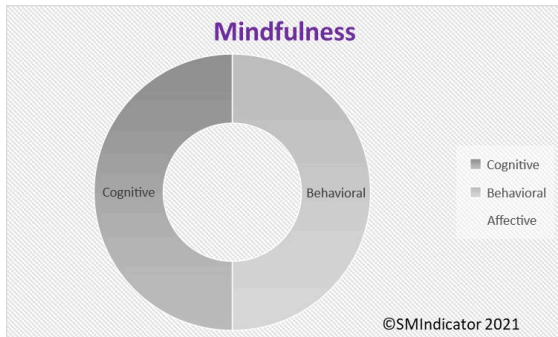 Mindfulness
Cognitive
Behavioral
Cognitive
Behavioral
Affective
©SMIndicator 2021